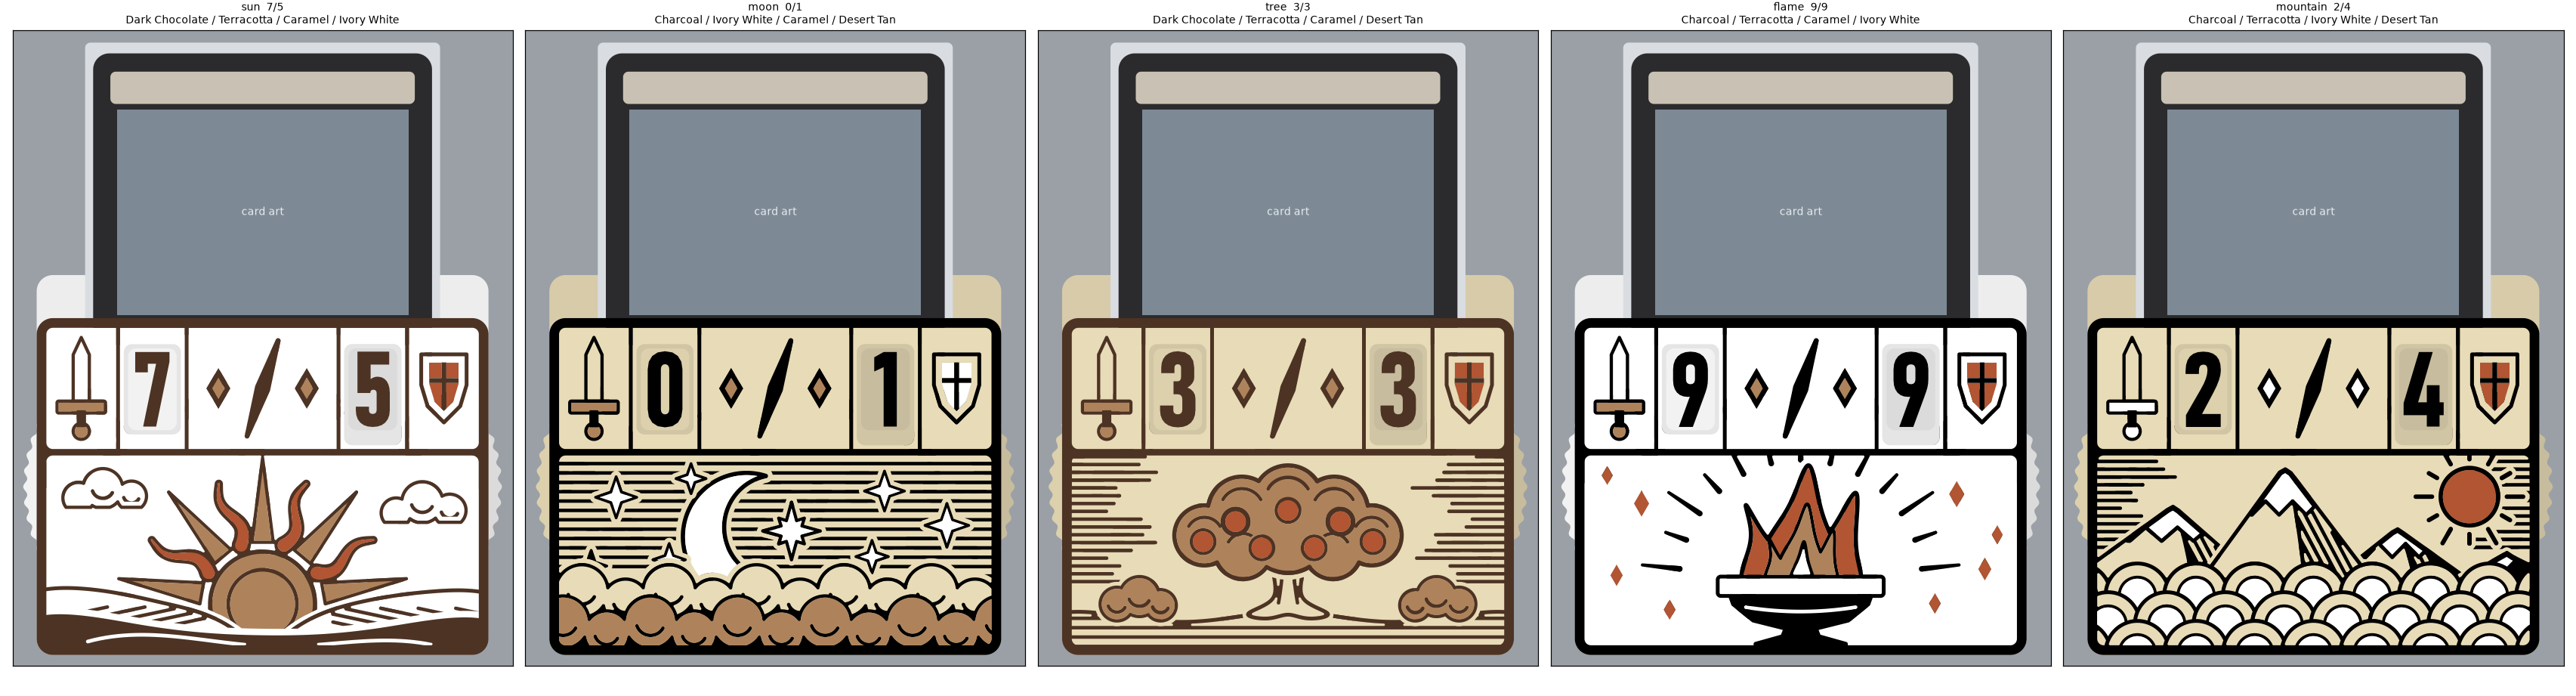 sun 7/5
Dark Chocolate / Terracotta / Caramel / Ivory White
card art
7
5
moon 0/1
Charcoal / Ivory White / Caramel / Desert Tan
card art
0
1
tree 3/3
Dark Chocolate / Terracotta / Caramel / Desert Tan
card art
3
3
flame 9/9
Charcoal / Terracotta / Caramel / Ivory White
card art
9
9
mountain 2/4
Charcoal / Terracotta / Ivory White / Desert Tan
card art
2
4